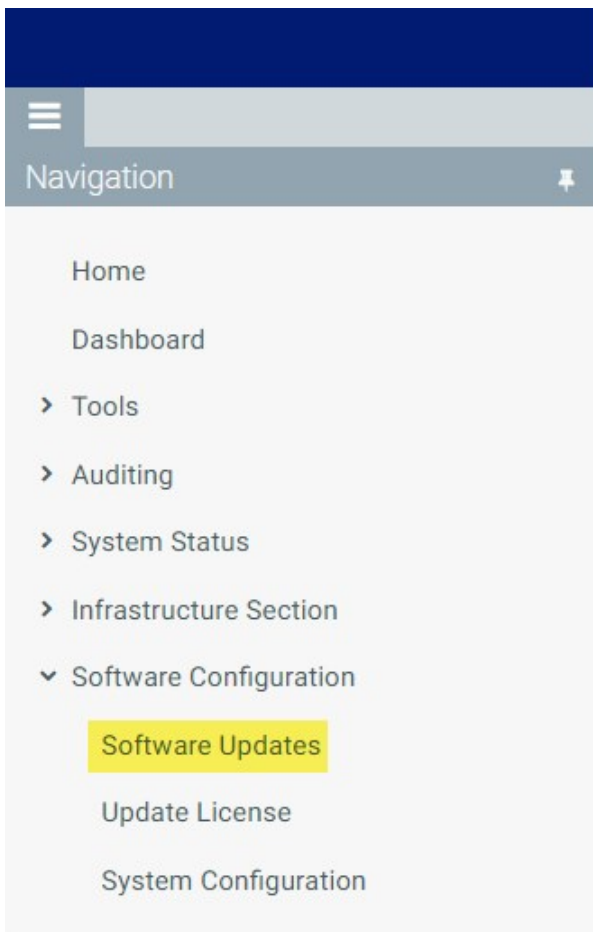 Navigation
Home
Dashboard
Tools
Auditing
System Status
Infrastructure Section
Software Configuration
Software Updates
Update License
System Configuration